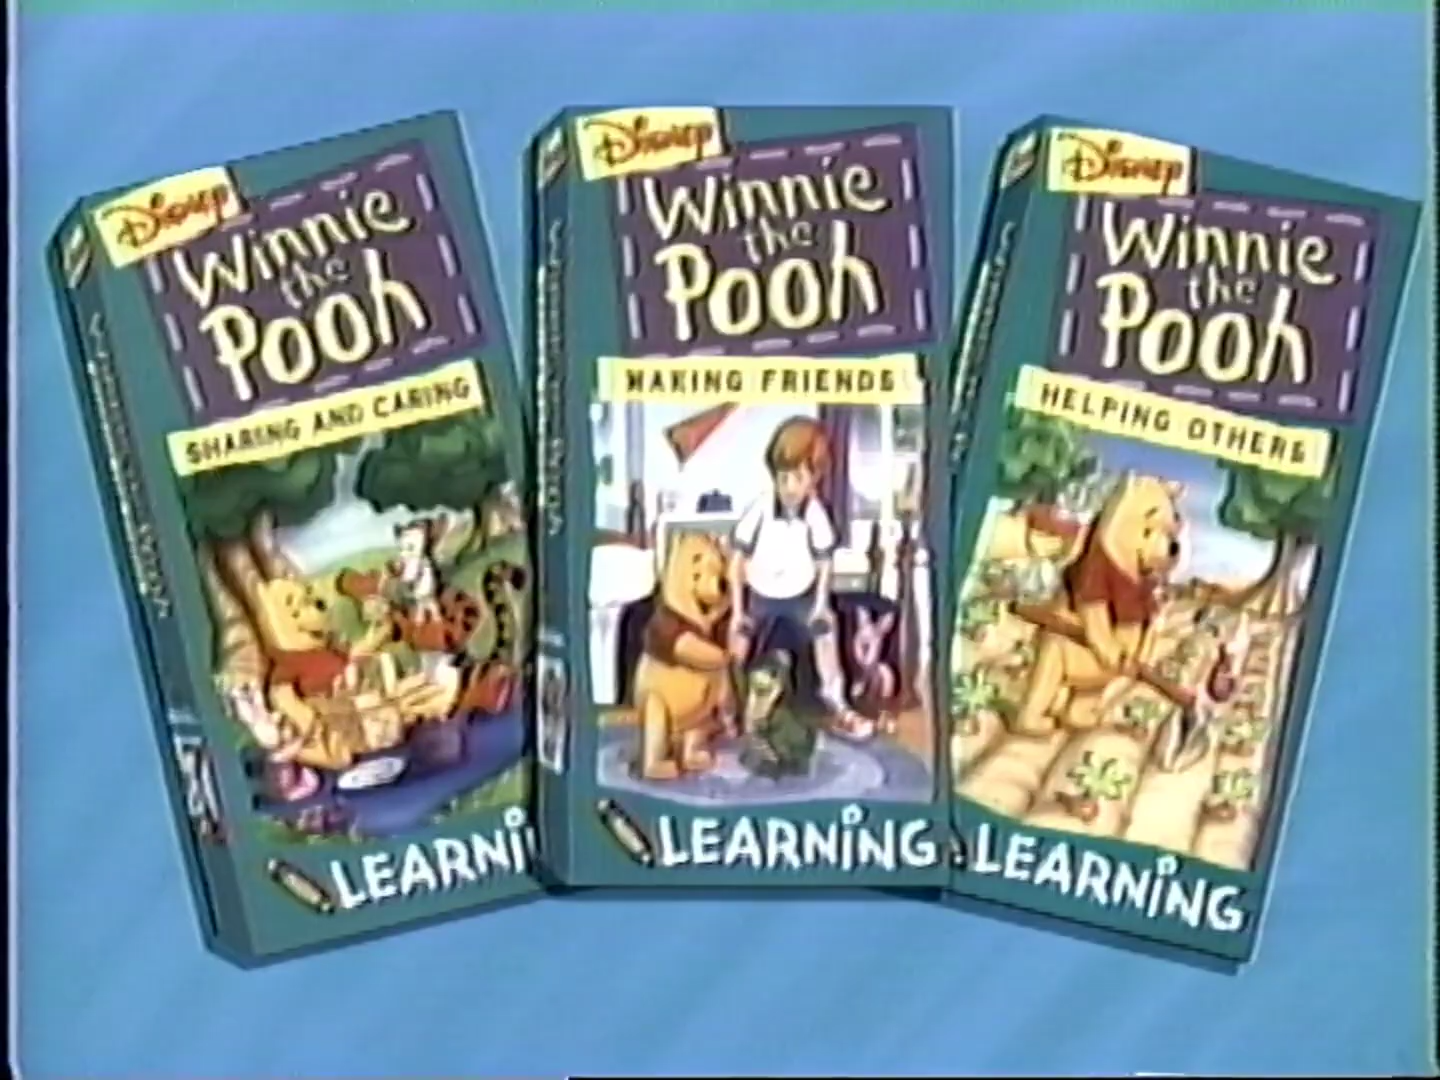 Disney
Winnie
the
Pooh
SHARING AND CARING
LEARNI
Disney
Winnie
the
Pooh
MAKING FRIENDS
LEARNING
Disney
Winnie
the
Pooh
HELPING OTHERS
LEARNING